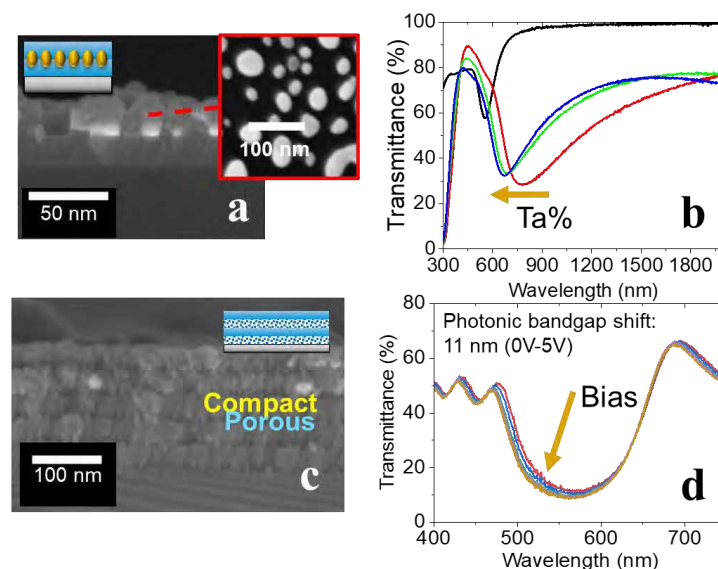 100 nm
50 nm
a
Transmittance (%)
100
80
60
40
20
0
Ta%
b
300 600 900 1200 1500 1800
Wavelength (nm)
Compact
Porous
100 nm
c
Transmittance (%)
80
60
40
20
0
Photonic bandgap shift:
11 nm (0V-5V)
Bias
d
400 500 600 700
Wavelength (nm)